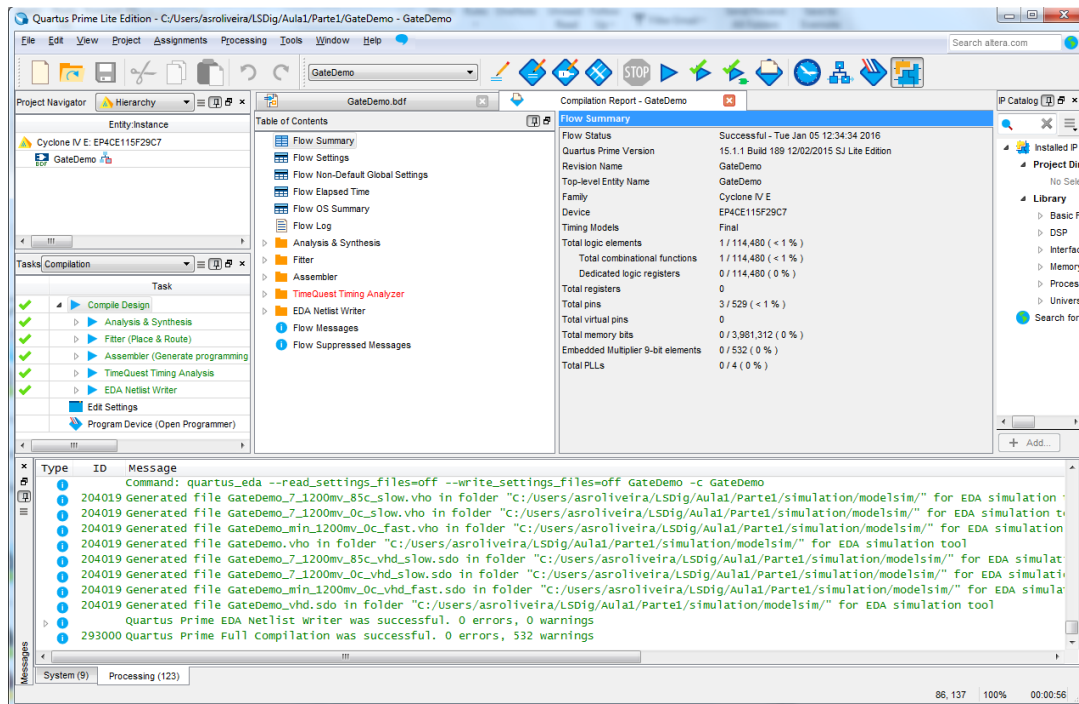 Quartus Prime Lite Edition - C:/Users/asroliveira/LSDig/Aula1/Parte1/GateDemo - GateDemo
File Edit View Project Assignments Processing Tools Window Help
Search altera.com
GateDemo
STOP
Project Navigator Hierarchy
Entity:Instance
Cyclone IV E: EP4CE115F29C7
GateDemo
Tasks Compilation
Task
Compile Design
Analysis & Synthesis
Fitter (Place & Route)
Assembler (Generate programming
TimeQuest Timing Analysis
EDA Netlist Writer
Edit Settings
Program Device (Open Programmer)
GateDemo.bdf
Compilation Report - GateDemo
Table of Contents
Flow Summary
Flow Settings
Flow Non-Default Global Settings
Flow Elapsed Time
Flow OS Summary
Flow Log
Analysis & Synthesis
Fitter
Assembler
TimeQuest Timing Analyzer
EDA Netlist Writer
Flow Messages
Flow Suppressed Messages
Flow Summary
Flow Status Successful - Tue Jan 05 12:34:34 2016
Quartus Prime Version 15.1.1 Build 189 12/02/2015 SJ Lite Edition
Revision Name GateDemo
Top-level Entity Name GateDemo
Family Cyclone IV E
Device EP4CE115F29C7
Timing Models Final
Total logic elements 1 / 114,480 ( < 1 % )
Total combinational functions 1 / 114,480 ( < 1 % )
Dedicated logic registers 0 / 114,480 ( 0 % )
Total registers 0
Total pins 3 / 529 ( < 1 % )
Total virtual pins 0
Total memory bits 0 / 3,981,312 ( 0 % )
Embedded Multiplier 9-bit elements 0 / 532 ( 0 % )
Total PLLs 0 / 4 ( 0 % )
IP Catalog
Installed IP
Project Dir
No Sele
Library
Basic F
DSP
Interfac
Memory
Proces
Univers
Search for
+ Add...
Type ID Message
Command: quartus_eda --read_settings_files=off --write_settings_files=off GateDemo -c GateDemo
204019 Generated file GateDemo_7_1200mv_85c_slow.vho in folder "C:/Users/asroliveira/LSDig/Aula1/Parte1/simulation/modelsim/" for EDA simulation
204019 Generated file GateDemo_7_1200mv_0c_slow.vho in folder "C:/Users/asroliveira/LSDig/Aula1/Parte1/simulation/modelsim/" for EDA simulation to
204019 Generated file GateDemo_min_1200mv_0c_fast.vho in folder "C:/Users/asroliveira/LSDig/Aula1/Parte1/simulation/modelsim/" for EDA simulation
204019 Generated file GateDemo.vho in folder "C:/Users/asroliveira/LSDig/Aula1/Parte1/simulation/modelsim/" for EDA simulation tool
204019 Generated file GateDemo_7_1200mv_85c_vhd_slow.sdo in folder "C:/Users/asroliveira/LSDig/Aula1/Parte1/simulation/modelsim/" for EDA simulat
204019 Generated file GateDemo_7_1200mv_0c_vhd_slow.sdo in folder "C:/Users/asroliveira/LSDig/Aula1/Parte1/simulation/modelsim/" for EDA simulati
204019 Generated file GateDemo_min_1200mv_0c_vhd_fast.sdo in folder "C:/Users/asroliveira/LSDig/Aula1/Parte1/simulation/modelsim/" for EDA simula
204019 Generated file GateDemo_vhd.sdo in folder "C:/Users/asroliveira/LSDig/Aula1/Parte1/simulation/modelsim/" for EDA simulation tool
Quartus Prime EDA Netlist Writer was successful. 0 errors, 0 warnings
293000 Quartus Prime Full Compilation was successful. 0 errors, 532 warnings
Messages
System (9) Processing (123)
86, 137 100% 00:00:56